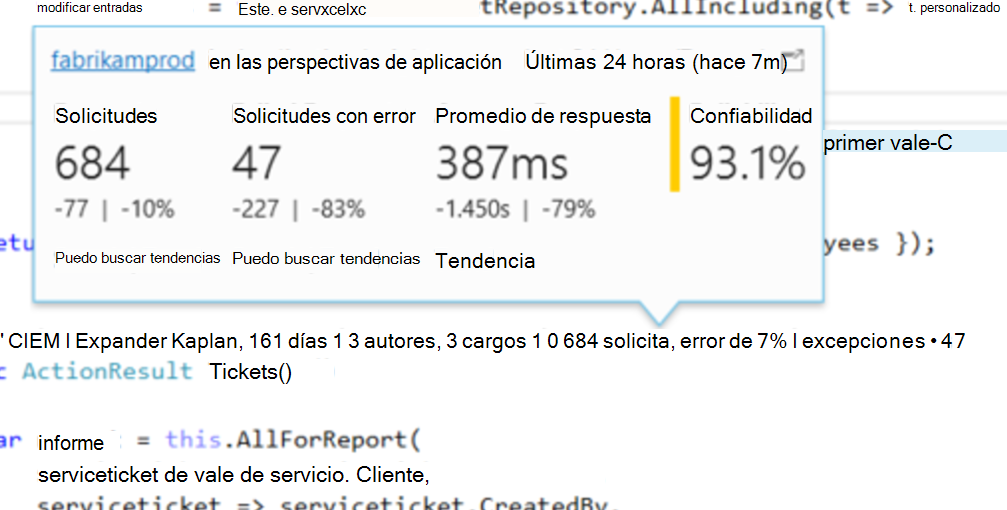 modificar entradas = Este. e servxcelxc tRepository.AllIncluding(t => t. personalizado
fabrikamprod en las perspectivas de aplicación Últimas 24 horas (hace 7m)
Solicitudes Solicitudes con error Promedio de respuesta Confiabilidad
primer vale-C
684 47 387ms 93.1%
-77 | -10% -227 | -83% -1.450s | -79%
etu yees });
Puedo buscar tendencias Puedo buscar tendencias Tendencia
' CIEM I Expander Kaplan, 161 días 1 3 autores, 3 cargos 1 0 684 solicita, error de 7% I excepciones • 47
c ActionResult Tickets()
ar informe = this.AllForReport(
serviceticket de vale de servicio. Cliente,
serviceticket => serviceticket.CreatedBy,